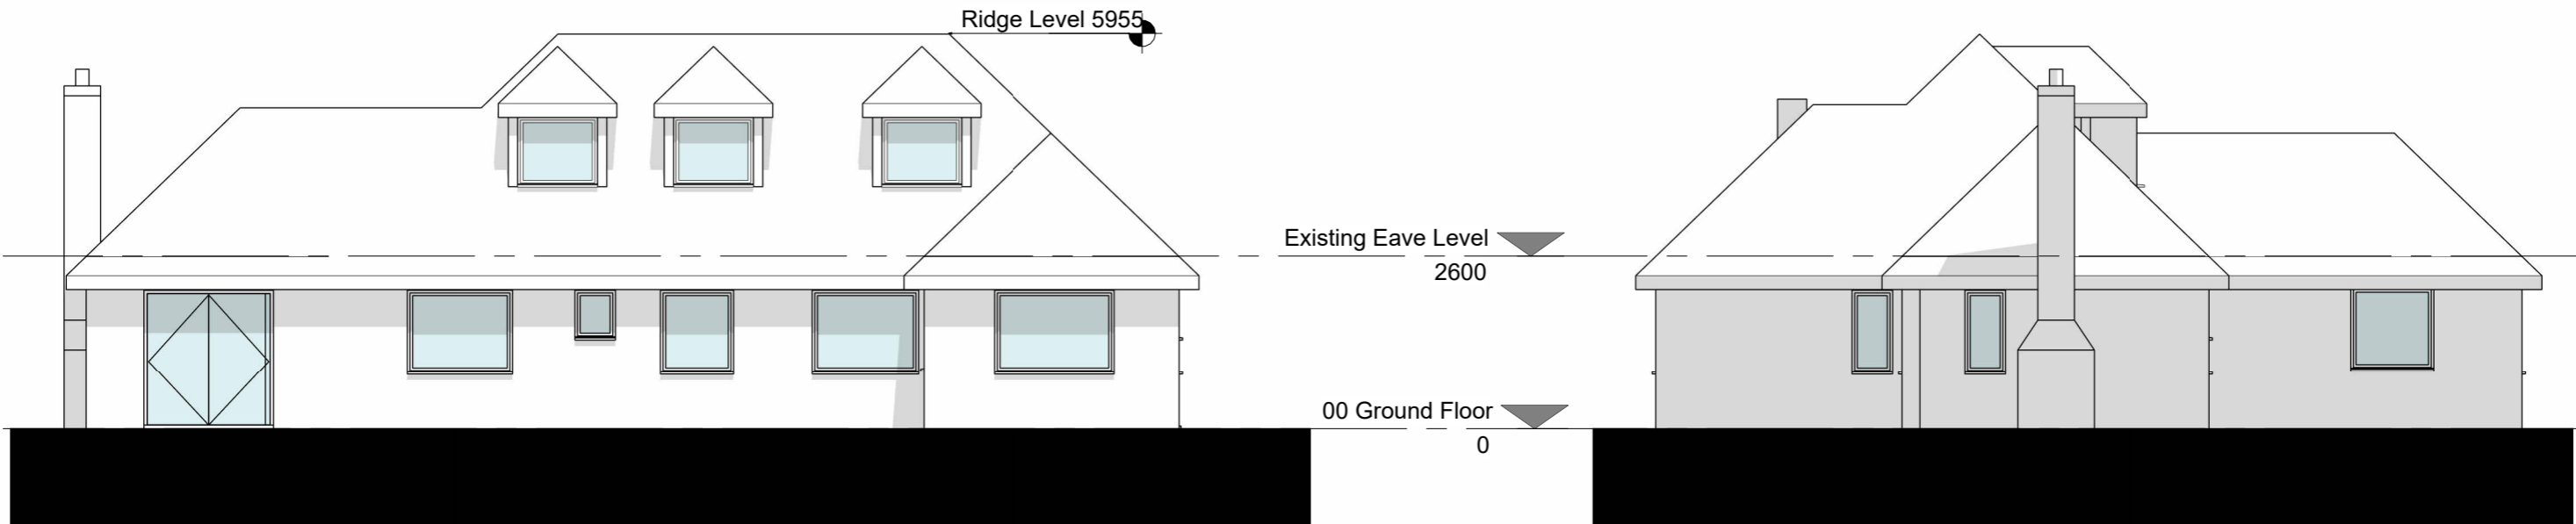 Ridge Level 5955
Existing Eave Level
2600
00 Ground Floor
0